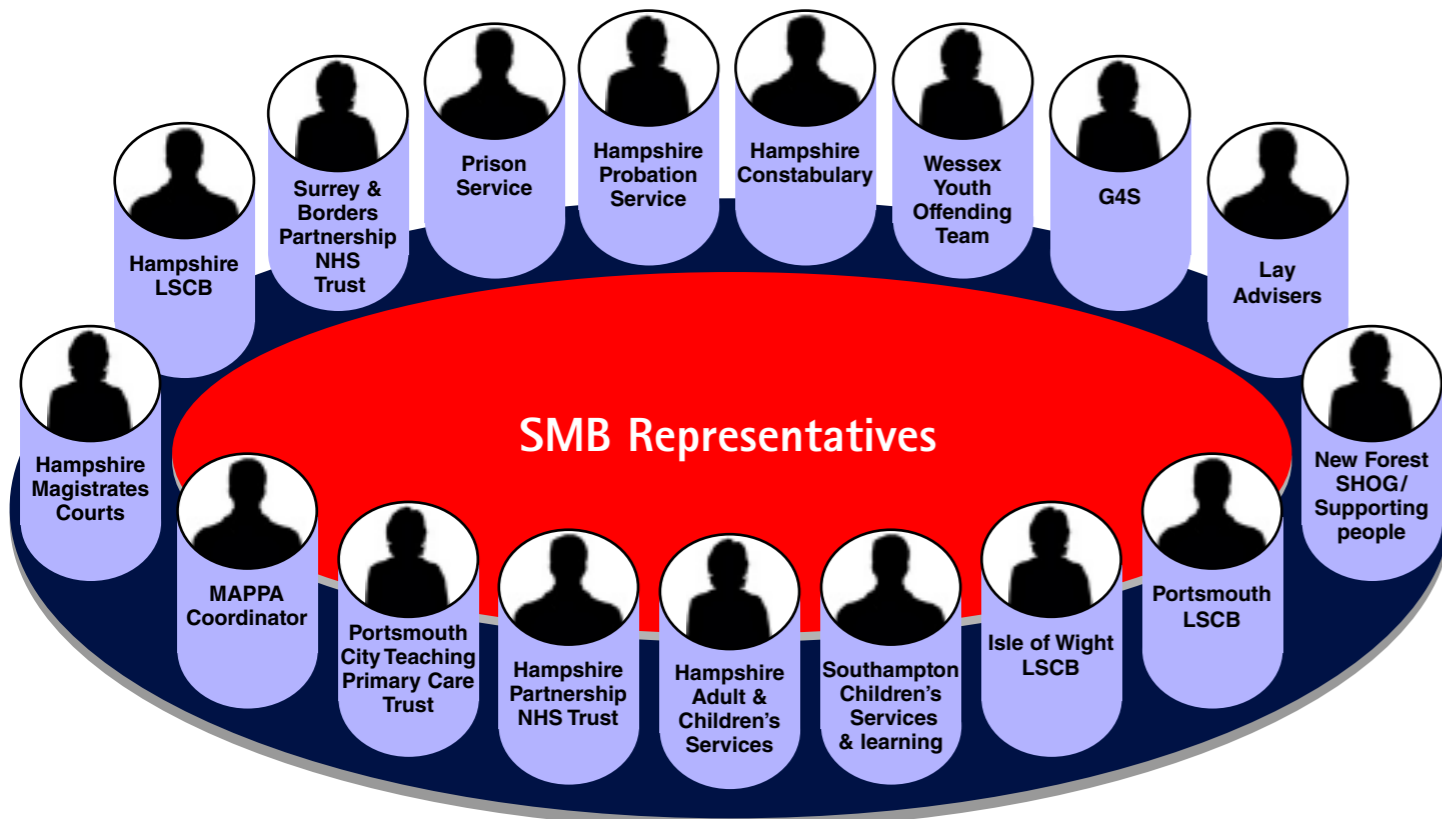 Hampshire
LSCB
Surrey &
Borders
Partnership
NHS
Trust
Prison
Service
Hampshire
Probation
Service
Hampshire
Constabulary
Wessex
Youth
Offending
Team
G4S
Lay
Advisers
SMB Representatives
Hampshire
Magistrates
Courts
MAPPA
Coordinator
Portsmouth
City Teaching
Primary Care
Trust
Hampshire
Partnership
NHS Trust
Hampshire
Adult &
Children's
Services
Southampton
Children's
Services
& learning
Isle of Wight
LSCB
Portsmouth
LSCB
New Forest
SHOG/
Supporting
people